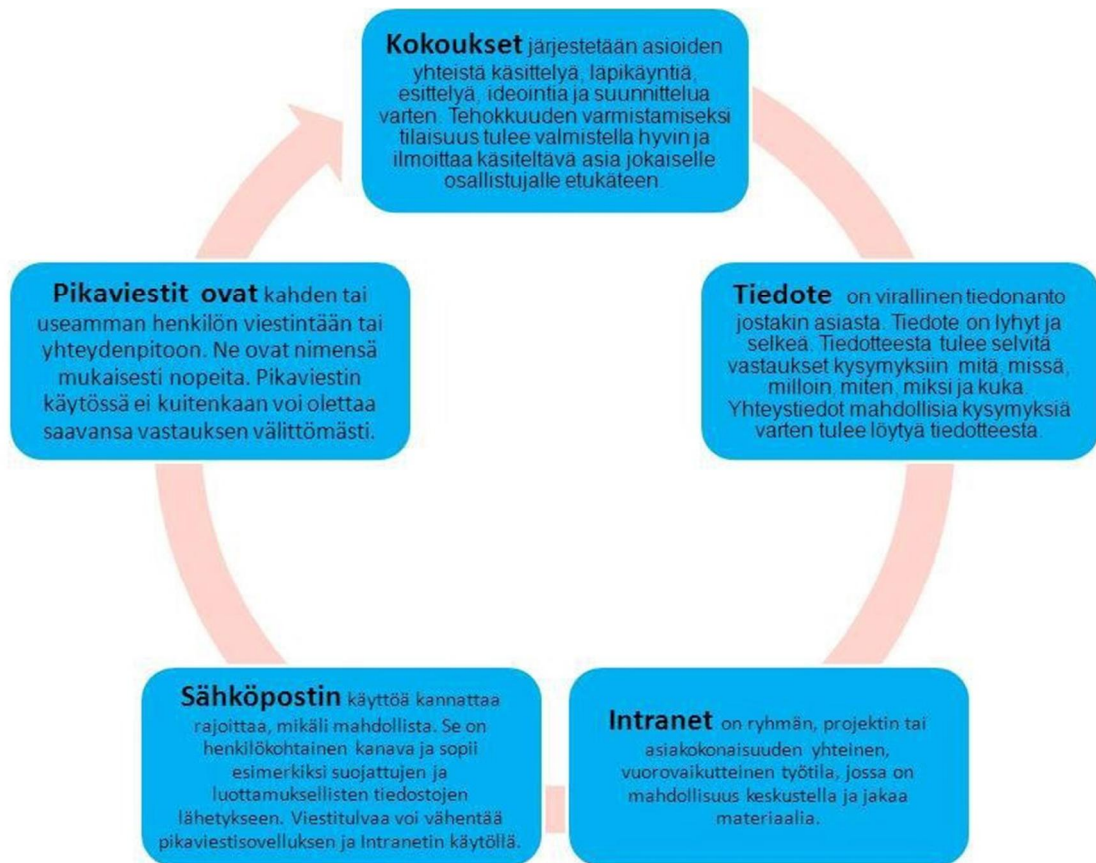 Kokoukset järjestetään asioiden
yhteistä käsittelyä, läpikäyntiä,
esittelyä, ideointia ja suunnittelua
varten. Tehokkuuden varmistamiseksi
tilaisuus tulee valmistella hyvin ja
ilmoittaa käsiteltävä asia jokaiselle
osallistujalle etukäteen.
Tiedote on virallinen tiedonanto
jostakin asiasta. Tiedote on lyhyt ja
selkeä. Tiedotteesta tulee selvitä
vastaukset kysymyksiin mitä, missä,
milloin, miten, miksi ja kuka.
Yhteystiedot mahdollisia kysymyksiä
varten tulee löytyä tiedotteesta.
Intranet on ryhmän, projektin tai
asiakokonaisuuden yhteinen,
vuorovaikutteinen työtila, jossa on
mahdollisuus keskustella ja jakaa
materiaalia.
Sähköpostin käyttöä kannattaa
rajoittaa, mikäli mahdollista. Se on
henkilökohtainen kanava ja sopii
esimerkiksi suojattujen ja
luottamuksellisten tiedostojen
lähetykseen. Viestitulvaa voi vähentää
pikaviestisovelluksen ja Intranetin käytöllä.
Pikaviestit ovat kahden tai
useamman henkilön viestintään tai
yhteydenpitoon. Ne ovat nimensä
mukaisesti nopeita. Pikaviestin
käytössä ei kuitenkaan voi olettaa
saavansa vastauksen välittömästi.